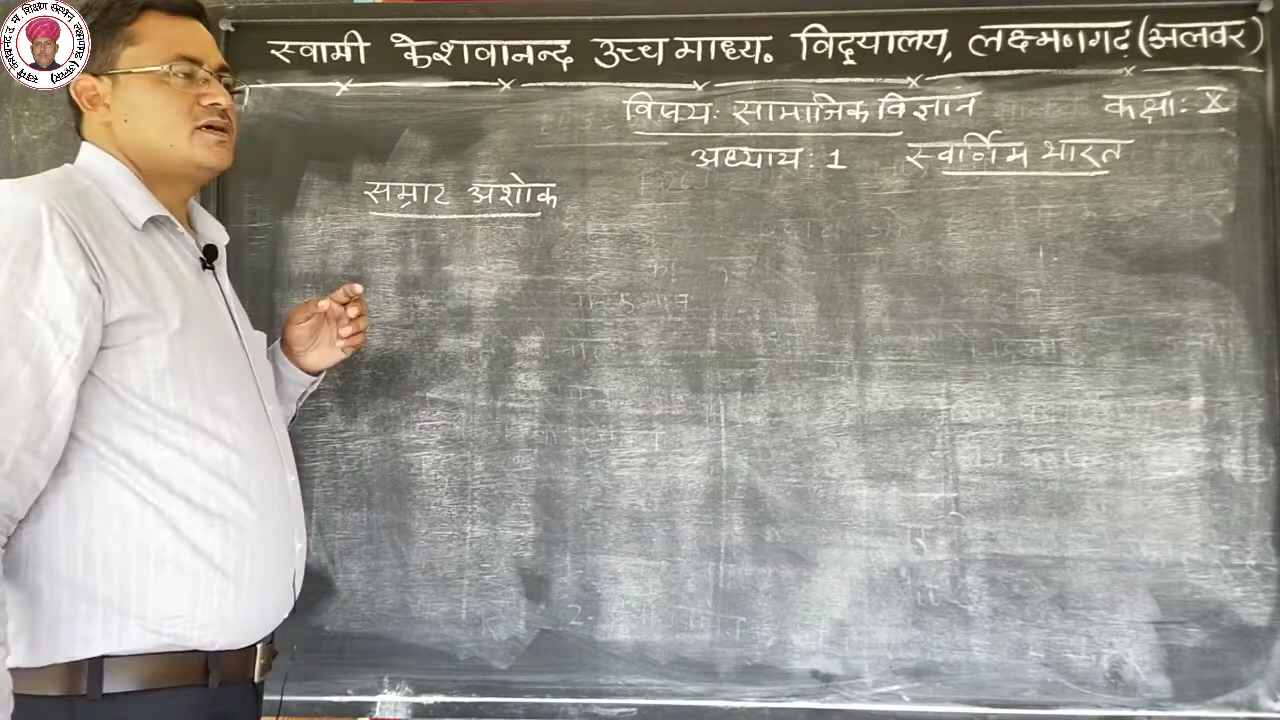 स्वामी केशवानन्द उच्च माध्य. विद्यालय, लक्ष्मणगढ़ (अलवर)
विषय: सामाजिक विज्ञान कक्षा: X
अध्याय: 1 स्वर्णिम भारत
सम्राट अशोक